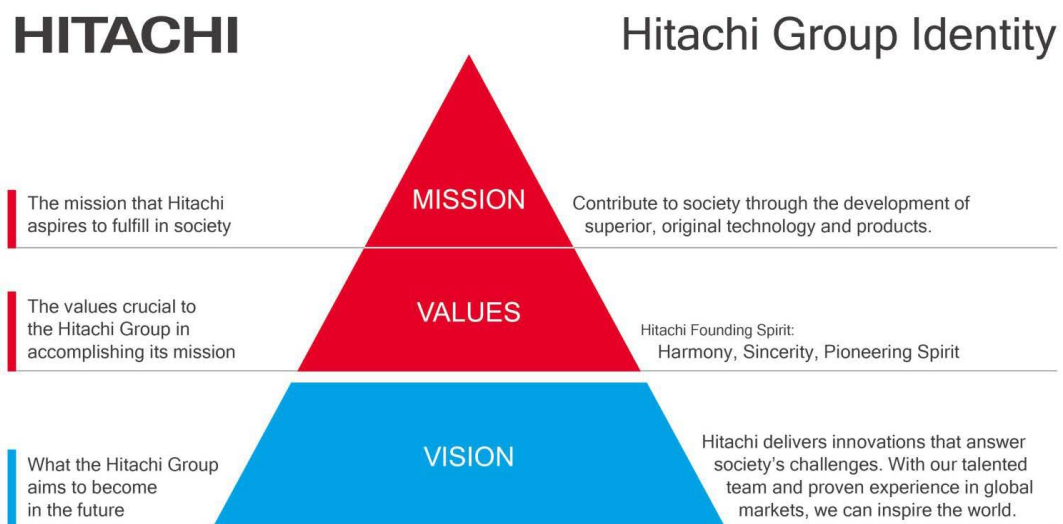 HITACHI
Hitachi Group Identity
The mission that Hitachi
aspires to fulfill in society
MISSION
Contribute to society through the development of
superior, original technology and products.
The values crucial to
the Hitachi Group in
accomplishing its mission
VALUES
Hitachi Founding Spirit:
Harmony, Sincerity, Pioneering Spirit
What the Hitachi Group
aims to become
in the future
VISION
Hitachi delivers innovations that answer
society's challenges. With our talented
team and proven experience in global
markets, we can inspire the world.